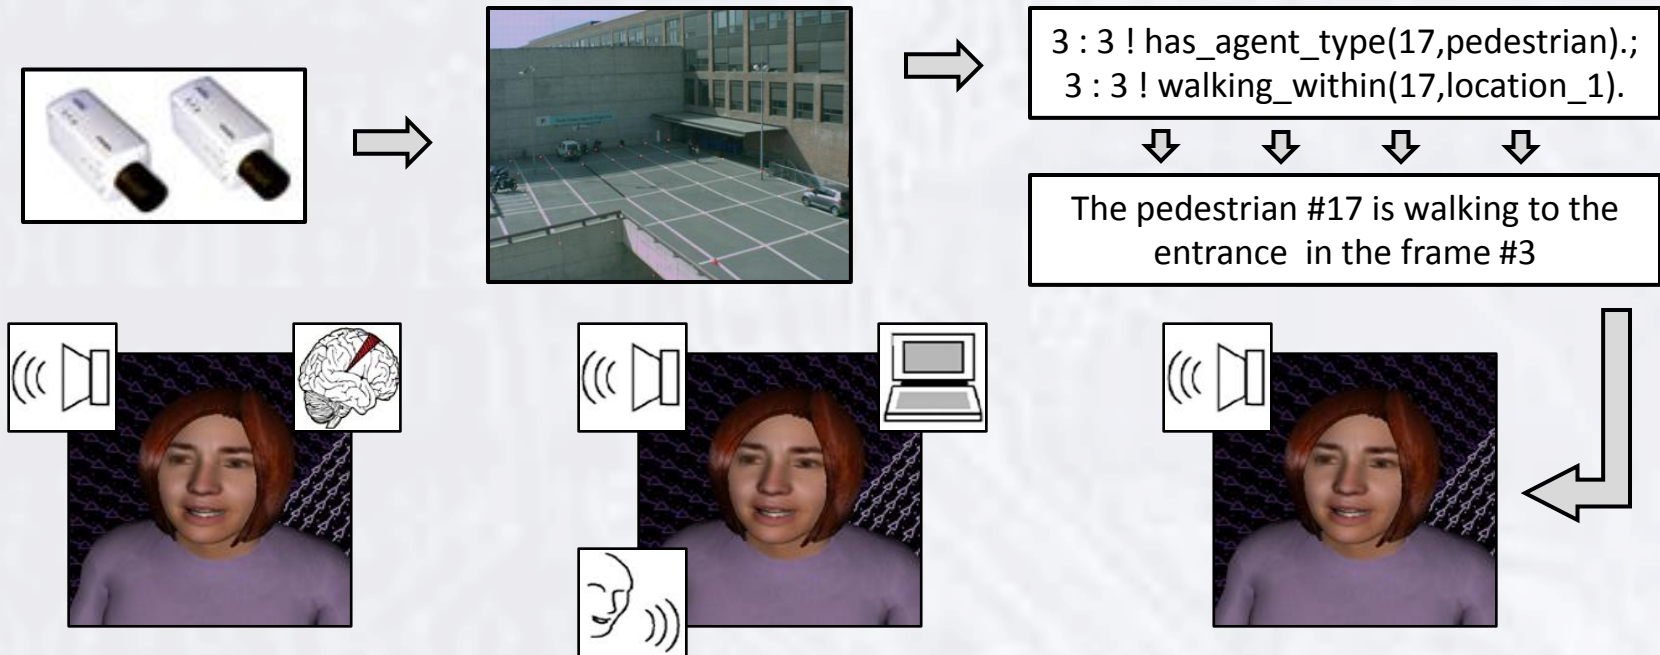 3 : 3 ! has_agent_type(17,pedestrian).;
3 : 3 ! walking_within(17,location_1).
The pedestrian #17 is walking to the
entrance in the frame #3